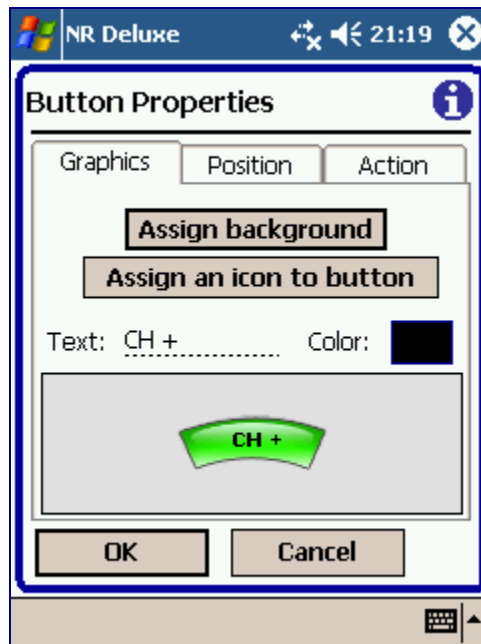 NR Deluxe 21:19
Button Properties
Graphics Position Action
Assign background
Assign an icon to button
Text: CH + Color:
CH +
OK Cancel